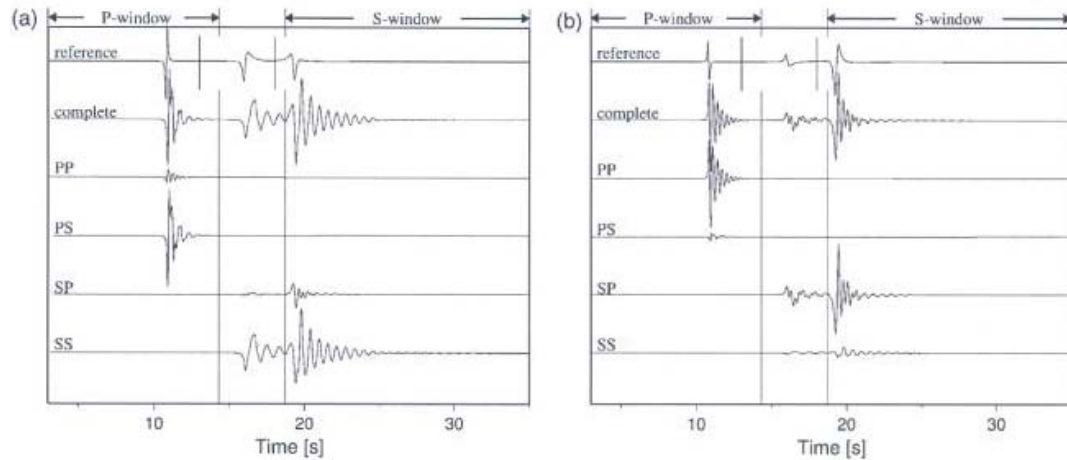 (a)
P-window
S-window
reference
complete
PP
PS
SP
SS
10
20
30
Time [s]
(b)
P-window
S-window
reference
complete
PP
PS
SP
SS
10
20
30
Time [s]